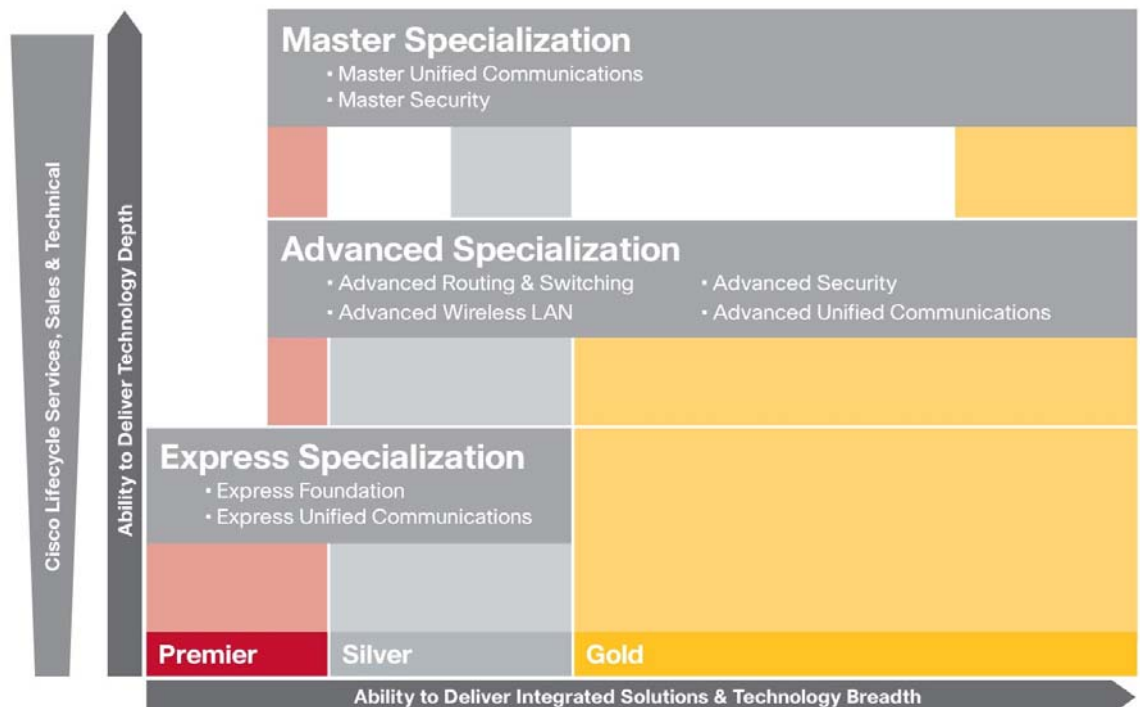 Master Specialization
▪ Master Unified Communications
▪ Master Security
Advanced Specialization
▪ Advanced Routing & Switching
▪ Advanced Wireless LAN
▪ Advanced Security
▪ Advanced Unified Communications
Express Specialization
▪ Express Foundation
▪ Express Unified Communications
Cisco Lifecycle Services, Sales & Technical
Ability to Deliver Technology Depth
Premier
Silver
Gold
Ability to Deliver Integrated Solutions & Technology Breadth